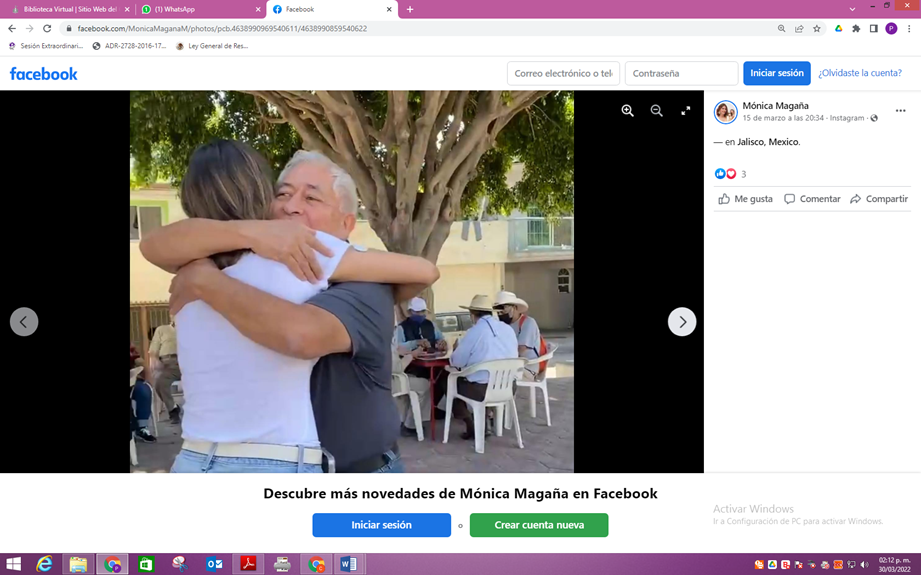 Biblioteca Virtual | Sitio Web del
(1) WhatsApp
Facebook
facebook.com/MonicaMaganaM/photos/pcb.4638990969540611/4638990859540622
Sesión Extraordinari...
ADR-2728-2016-17...
Ley General de Res...
facebook
Correo electrónico o tel
Contraseña
Iniciar sesión
¿Olvidaste la cuenta?
Mónica Magaña
15 de marzo a las 20:34 · Instagram ·
— en Jalisco, Mexico.
3
Me gusta
Comentar
Compartir
Descubre más novedades de Mónica Magaña en Facebook
Iniciar sesión
o
Crear cuenta nueva
Activar Windows
Ir a Configuración de PC para activar Windows.
02:12 p. m.
30/03/2022